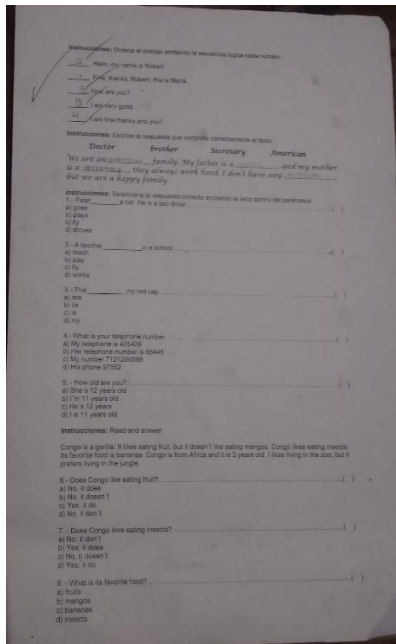 Instrucciones: Ordena el dialogo anotando la secuencia lógica cada número.
2 Hello, my name is Robert
Fine, thanks, Robert, this is Maria
How are you?
I am very good.
4 I am fine thanks and you?
Instrucciones: Escribe la respuesta que complete correctamente el texto
Doctor brother Secretary American
We are an family. My father is a and my mother
is a secretary, they always work hard. I don't have any
but we are a happy family.
Instrucciones: Selecciona la respuesta correcta anotando la letra dentro del paréntesis
1.- Peter a car. He is a taxi driver ( )
a) goes
b) plays
c) fly
d) drives
2.- A teacher in a school ( )
a) teach
b) play
c) fly
d) works
3.- This my red cap ( )
a) are
b) its
c) is
d) my
4.- What is your telephone number ( )
a) My telephone is 425426
b) Her telephone number is 86445
c) My number 7121289589
d) His phone 97852
5.- How old are you? ( )
a) She's 12 years old
b) I'm 11 years old
c) He's 12 years
d) I is 11 years old
Instrucciones: Read and answer.
Congo is a gorilla. It likes eating fruit, but it doesn't like eating mangos. Congo likes eating insects.
Its favorite food is bananas. Congo is from Africa and it is 3 years old. I likes living in the zoo, but it
prefers living in the jungle.
6.- Does Congo like eating fruit? ( )
a) No, it does
b) No, it doesn't
c) Yes, it do
d) No, it don't
7.- Does Congo love eating insects? ( )
a) No, it don't
b) Yes, it does
c) No, it doesn't
d) Yes, it do
8.- What is its favorite food? ( )
a) fruits
b) mangos
c) bananas
d) insects